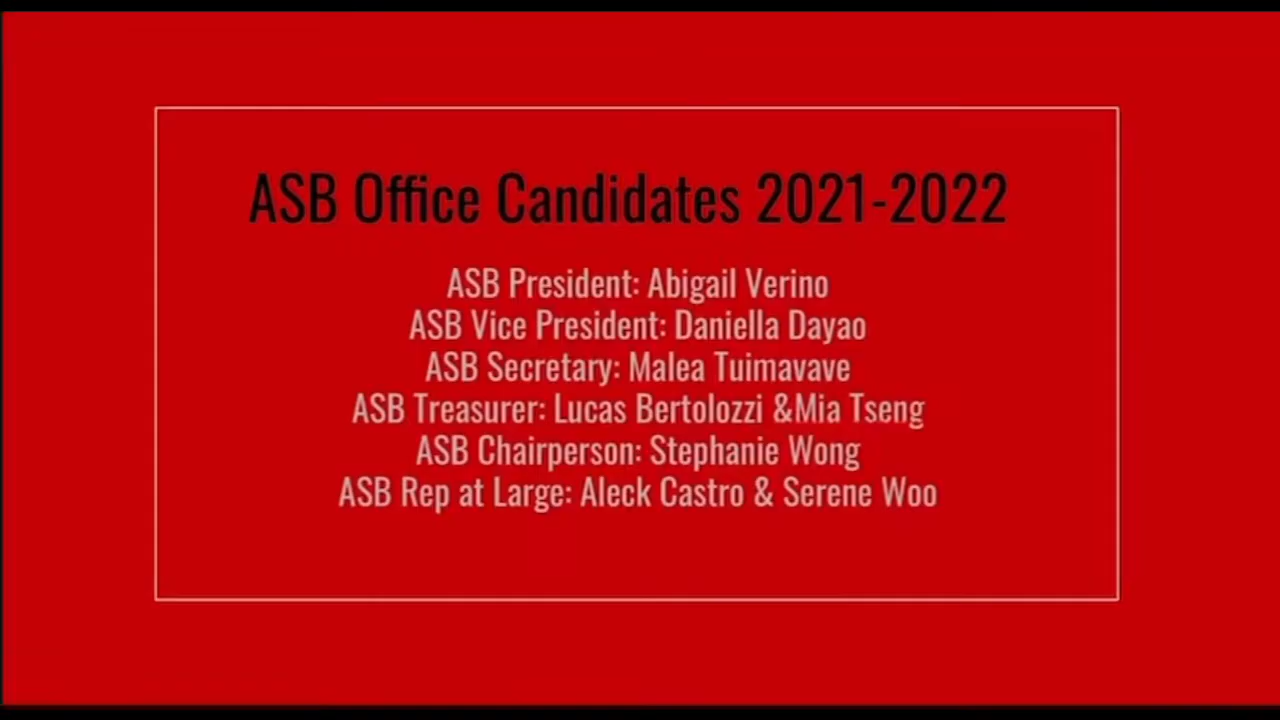 ASB Office Candidates 2021-2022
ASB President: Abigail Verino
ASB Vice President: Daniella Dayao
ASB Secretary: Malea Tuimavave
ASB Treasurer: Lucas Bertolozzi &Mia Tseng
ASB Chairperson: Stephanie Wong
ASB Rep at Large: Aleck Castro & Serene Woo